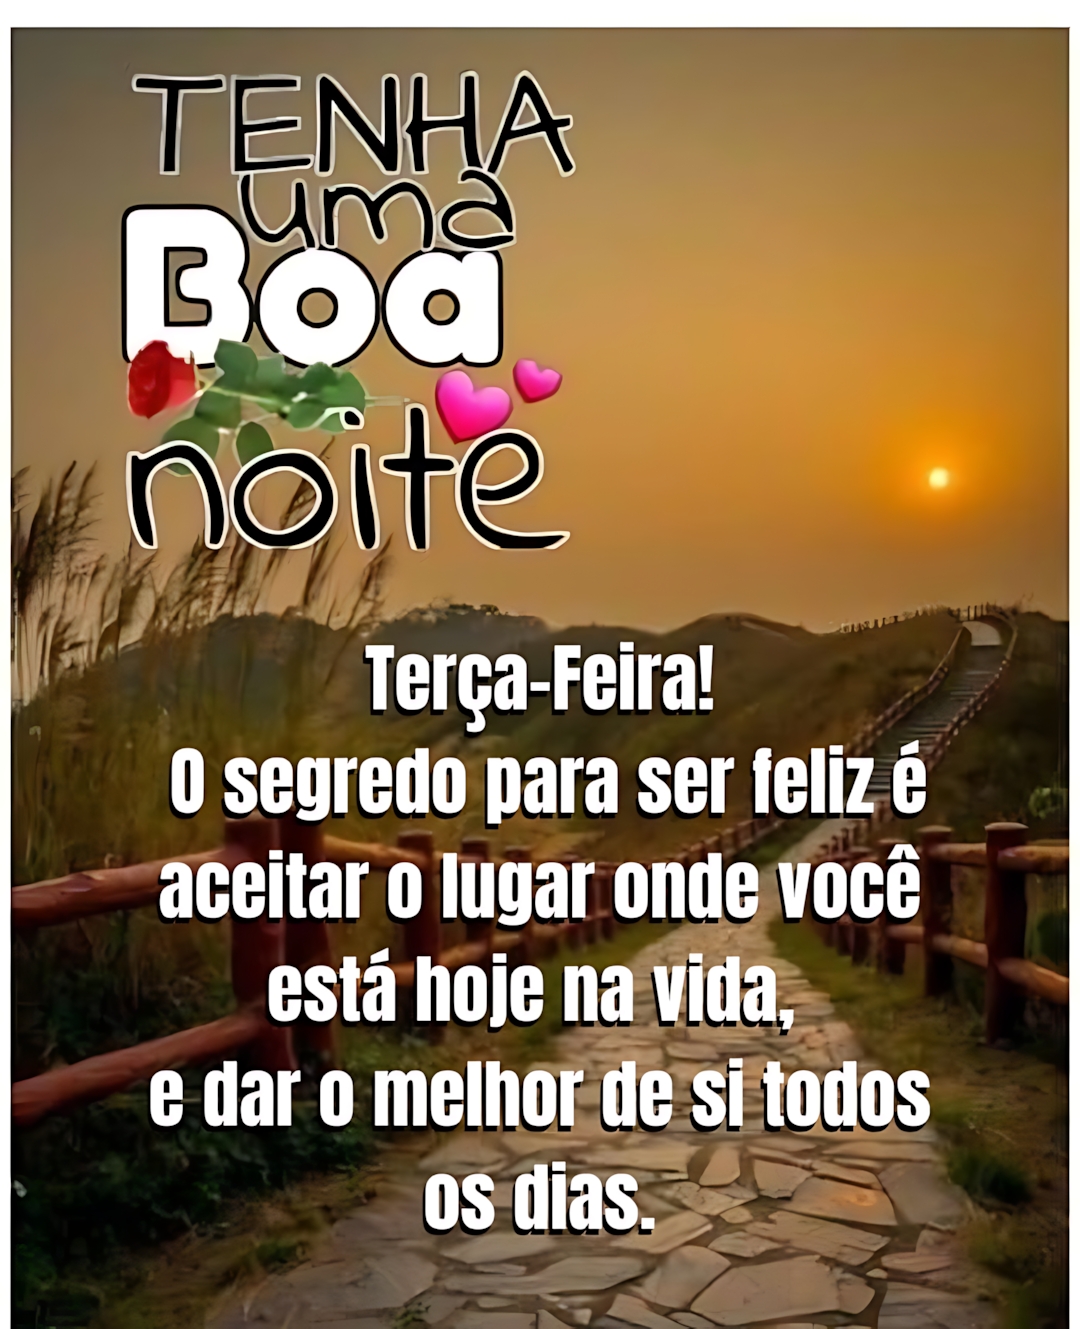 TENHA
uma
Boa
noite
Terça-Feira!
O segredo para ser feliz é
aceitar o lugar onde você
está hoje na vida,
e dar o melhor de si todos
os dias.